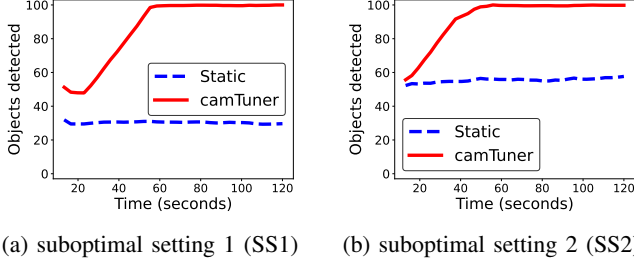 100
80
60
40
20
0
Objects detected
Static
camTuner
20 40 60 80 100 120
Time (seconds)
(a) suboptimal setting 1 (SS1)
100
80
60
40
20
0
Objects detected
Static
camTuner
20 40 60 80 100 120
Time (seconds)
(b) suboptimal setting 2 (SS2)